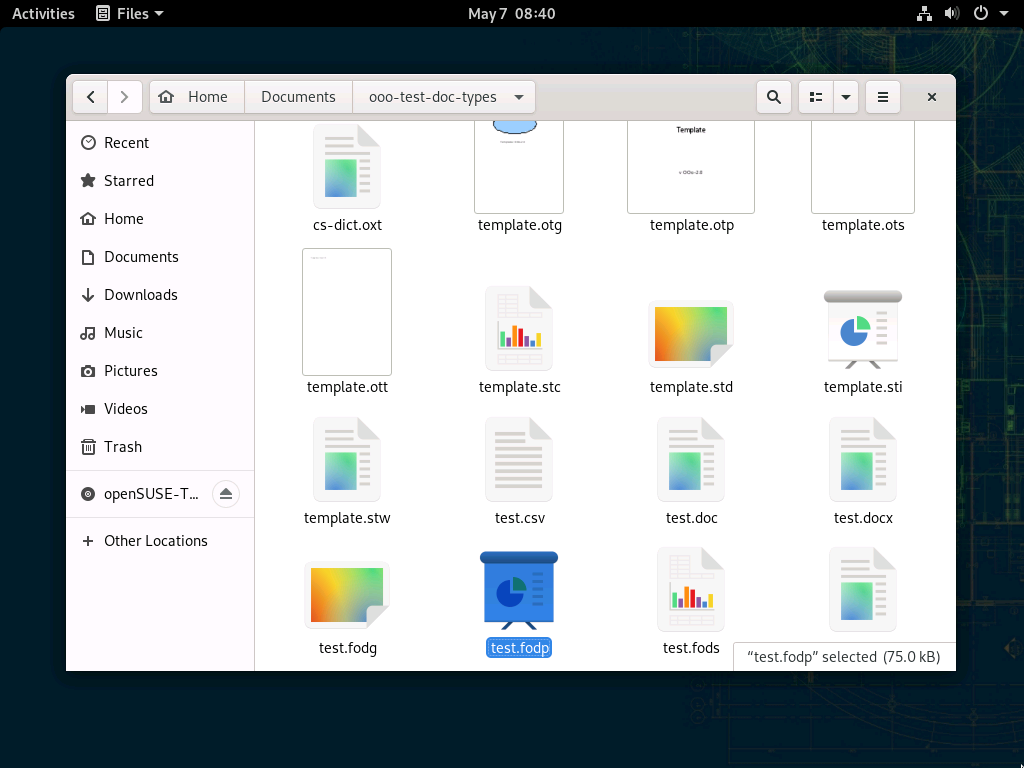 Activities Files May 7 08:40
Home Documents ooo-test-doc-types
Recent
Starred
Home
Documents
Downloads
Music
Pictures
Videos
Trash
openSUSE-T...
Other Locations
Template
cs-dict.oxt template.otg template.otp template.ots
template.ott template.stc template.std template.sti
template.stw test.csv test.doc test.docx
test.fodg test.fodp test.fods
“test.fodp” selected (75.0 kB)